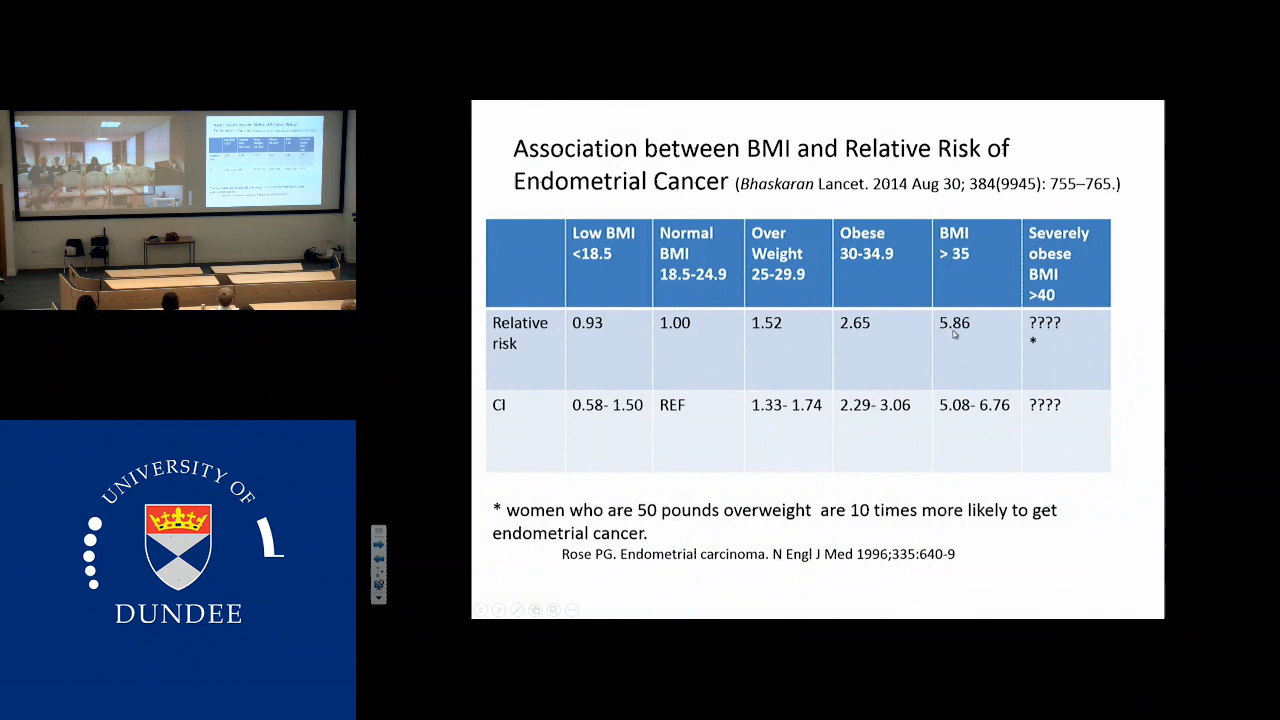 Association between BMI and Relative Risk of
Endometrial Cancer (Bhaskaran Lancet. 2014 Aug 30; 384(9945): 755–765.)
Low BMI
<18.5
Normal
BMI
18.5-24.9
Over
Weight
25-29.9
Obese
30-34.9
BMI
> 35
Severely
obese
BMI
>40
Relative
risk
0.93
1.00
1.52
2.65
5.86
????
*
CI
0.58- 1.50
REF
1.33- 1.74
2.29- 3.06
5.08- 6.76
????
* women who are 50 pounds overweight are 10 times more likely to get
endometrial cancer.
Rose PG. Endometrial carcinoma. N Engl J Med 1996;335:640-9
UNIVERSITY OF
DUNDEE